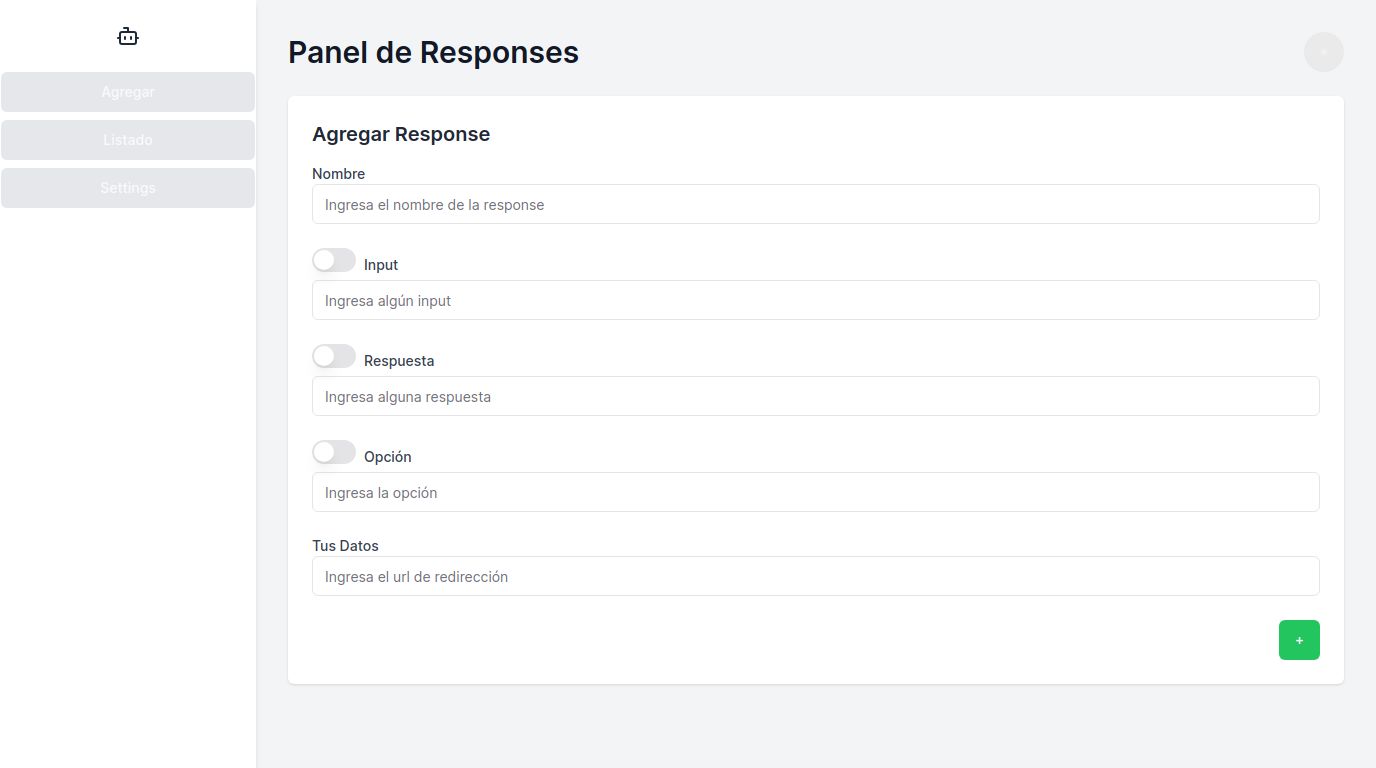 Agregar
Listado
Settings
Panel de Responses
Agregar Response
Nombre
Ingresa el nombre de la response
Input
Ingresa algún input
Respuesta
Ingresa alguna respuesta
Opción
Ingresa la opción
Tus Datos
Ingresa el url de redirección
+